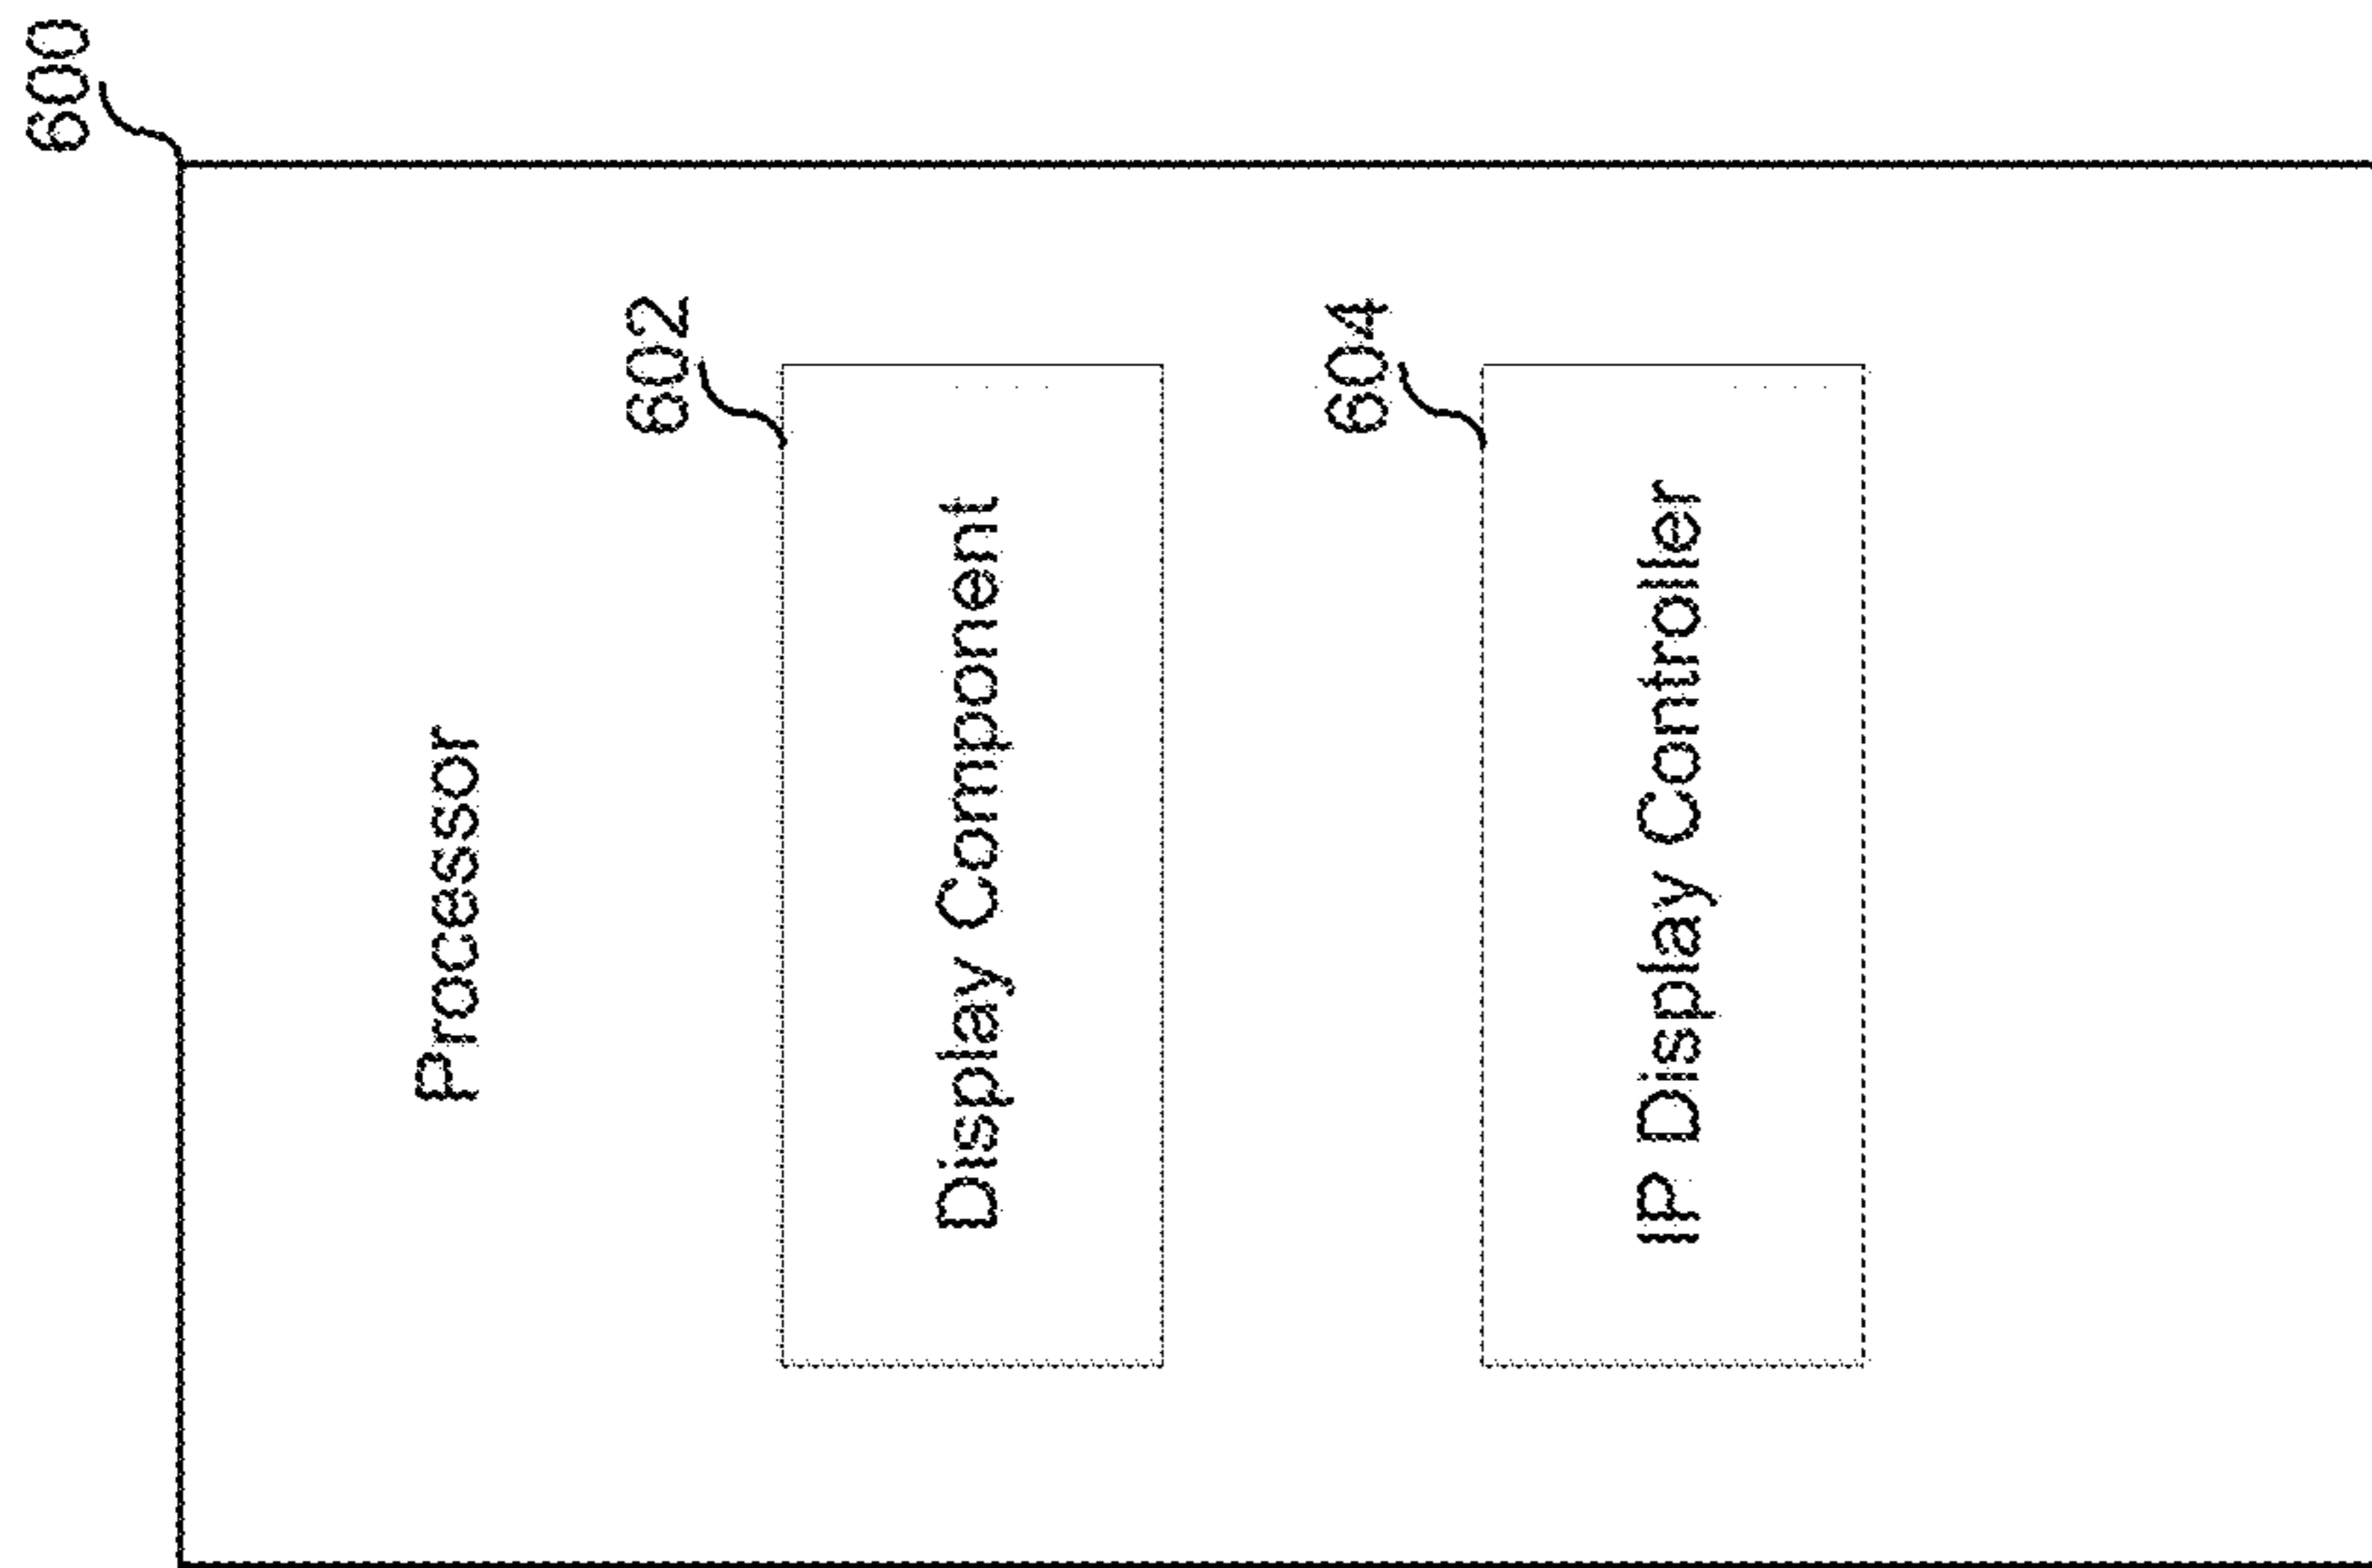 600
Processor
602
Display Component
604
IP Display Controller